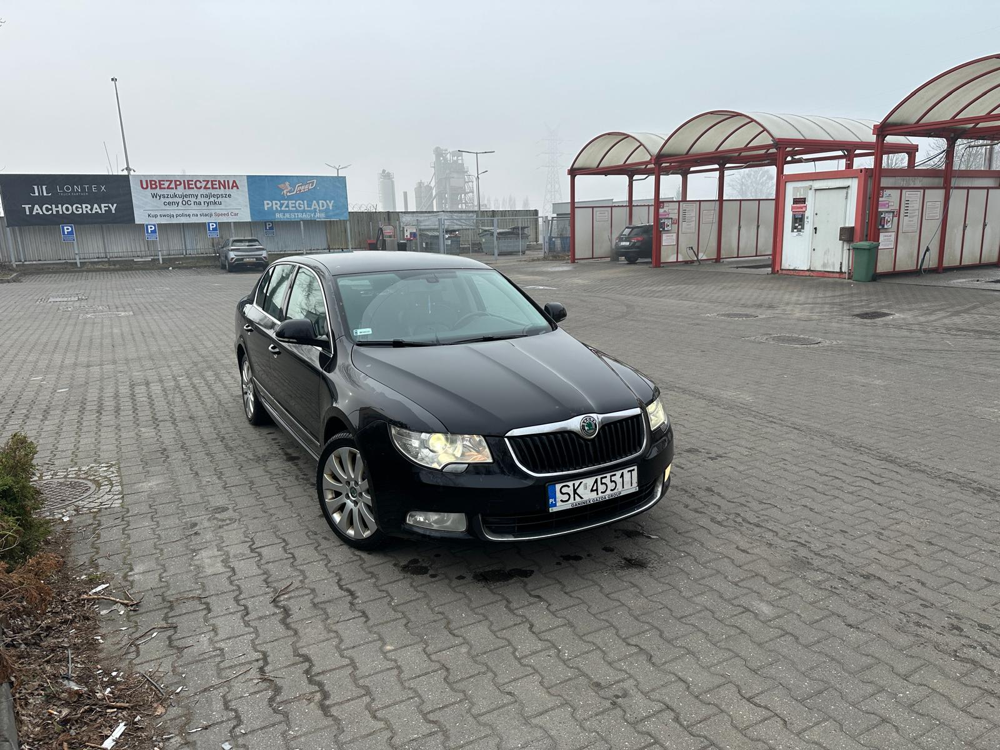 LONTEX
TRUCK PARTNER
TACHOGRAFY
UBEZPIECZENIA
Wyszukujemy najlepsze
ceny OC na rynku
Kup swoją polisę na stacji Speed Car
SPEED
CAR
PRZEGLĄDY
REJESTRACYJNE
P
P
P
P
PL
SK 4551T
GANINEX GAZDA GROUP